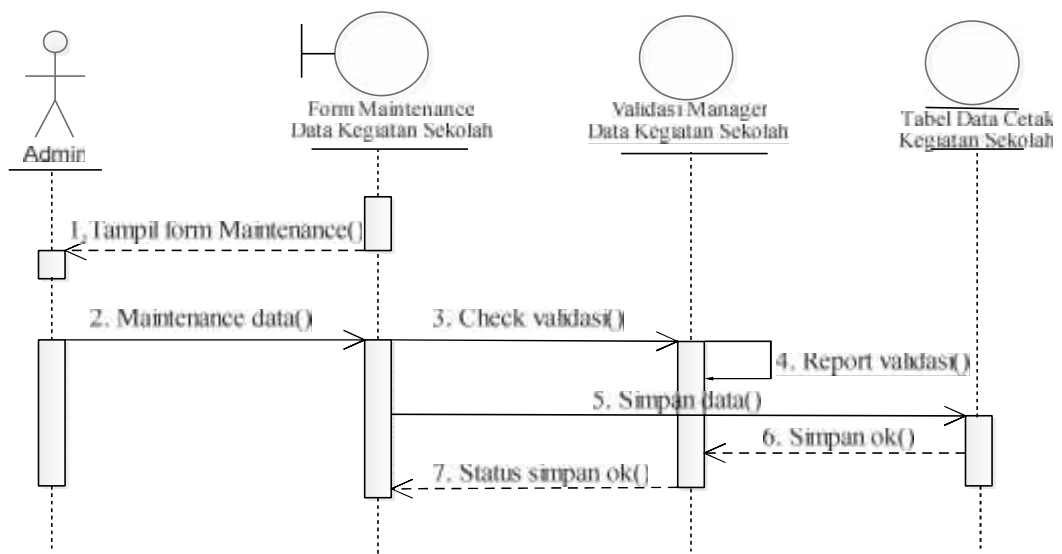 Admin
Form Maintenance
Data Kegiatan Sekolah
Validasi Manager
Data Kegiatan Sekolah
Tabel Data Cetak
Kegiatan Sekolah
1. Tampil form Maintenance()
2. Maintenance data()
3. Check validasi()
4. Report validasi()
5. Simpan data()
6. Simpan ok()
7. Status simpan ok()